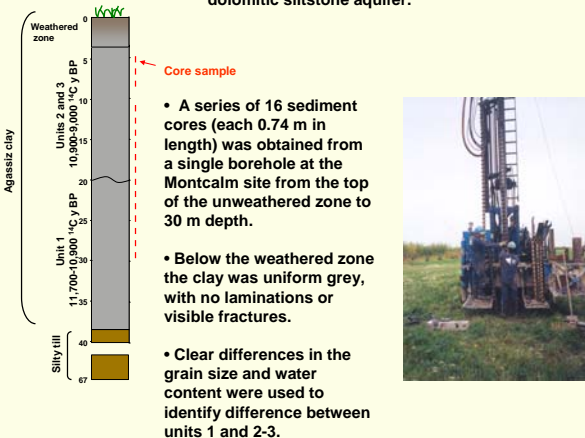 dolomitic siltstone aquifer.
Weathered
zone
Agassiz clay
Units 2 and 3
10,900-9,000 ¹⁴C y BP
Unit 1
11,700-10,900 ¹⁴C y BP
Silty till
0
5
10
15
20
25
30
35
40
67
Core sample
• A series of 16 sediment
cores (each 0.74 m in
length) was obtained from
a single borehole at the
Montcalm site from the top
of the unweathered zone to
30 m depth.
• Below the weathered zone
the clay was uniform grey,
with no laminations or
visible fractures.
• Clear differences in the
grain size and water
content were used to
identify difference between
units 1 and 2-3.